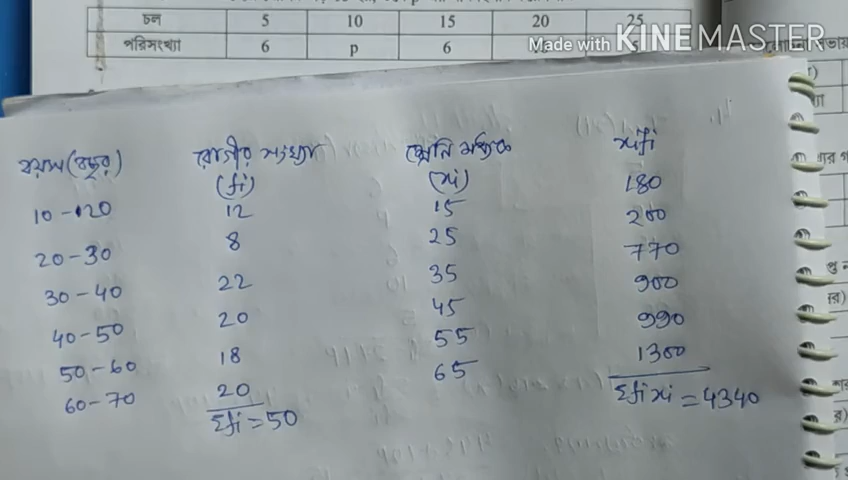 চল 5 10 15 20 25
পরিসংখ্যা 6 p 6
Made with KINEMASTER
বয়স (বছর) রোগীর সংখ্যা (fi) শ্রেনি মধ্যক (xi) xifi
10-20 12 15 180
20-30 8 25 200
30-40 22 35 770
40-50 20 45 900
50-60 18 55 990
60-70 20 65 1300
Σfi = 50 Σfixi = 4340